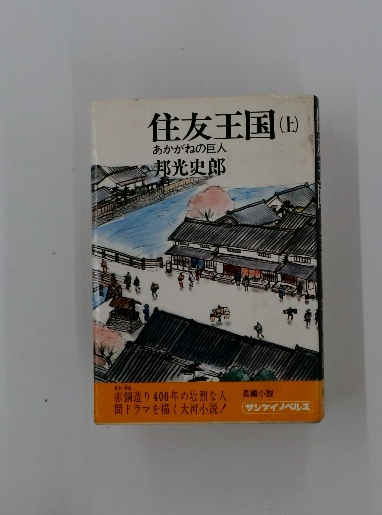 住友王国(上)
あかがねの巨人
邦光史郎
赤銅造り400年の壮烈な人
間ドラマを描く大河小説!
長編小説
サンケイノベルス